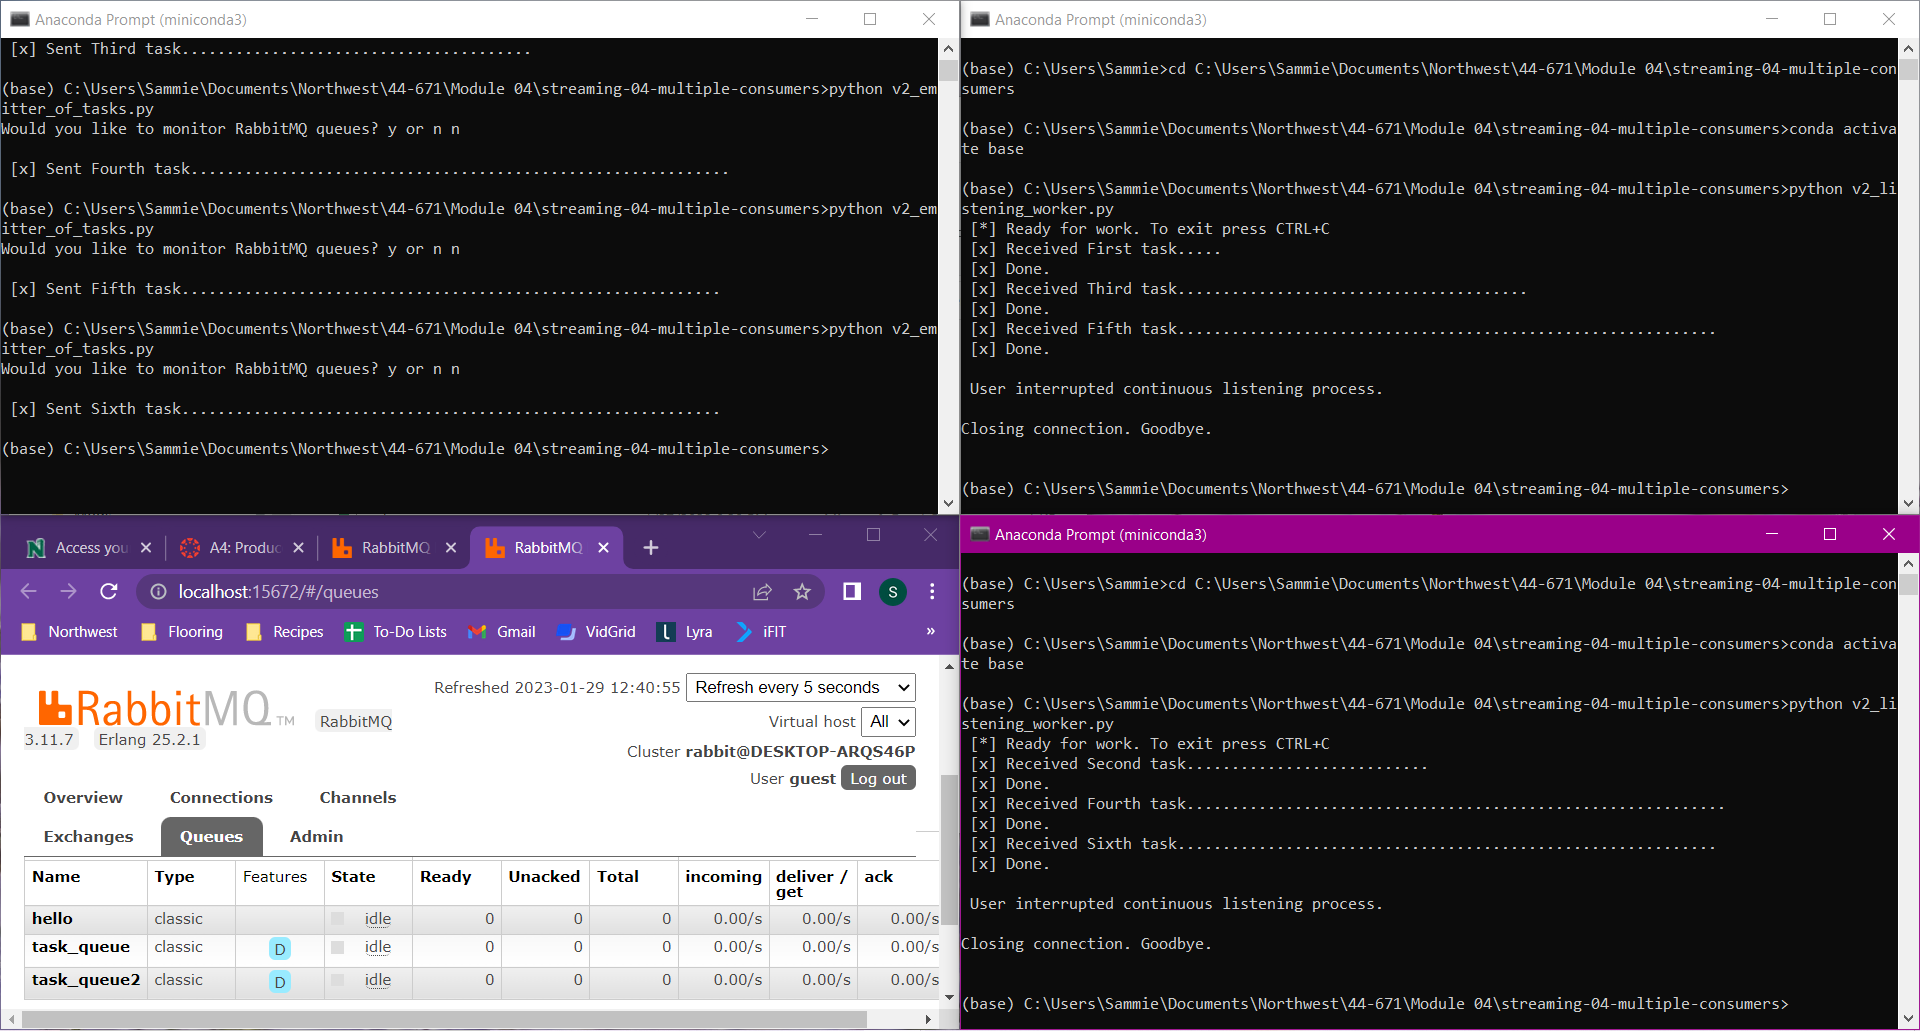 Anaconda Prompt (miniconda3)
[x] Sent Third task.......................................
(base) C:\Users\Sammie\Documents\Northwest\44-671\Module 04\streaming-04-multiple-consumers>python v2_em
itter_of_tasks.py
Would you like to monitor RabbitMQ queues? y or n n
[x] Sent Fourth task............................................................
(base) C:\Users\Sammie\Documents\Northwest\44-671\Module 04\streaming-04-multiple-consumers>python v2_em
itter_of_tasks.py
Would you like to monitor RabbitMQ queues? y or n n
[x] Sent Fifth task............................................................
(base) C:\Users\Sammie\Documents\Northwest\44-671\Module 04\streaming-04-multiple-consumers>python v2_em
itter_of_tasks.py
Would you like to monitor RabbitMQ queues? y or n n
[x] Sent Sixth task............................................................
(base) C:\Users\Sammie\Documents\Northwest\44-671\Module 04\streaming-04-multiple-consumers>
Anaconda Prompt (miniconda3)
(base) C:\Users\Sammie>cd C:\Users\Sammie\Documents\Northwest\44-671\Module 04\streaming-04-multiple-con
sumers
(base) C:\Users\Sammie\Documents\Northwest\44-671\Module 04\streaming-04-multiple-consumers>conda activa
te base
(base) C:\Users\Sammie\Documents\Northwest\44-671\Module 04\streaming-04-multiple-consumers>python v2_li
stening_worker.py
[*] Ready for work. To exit press CTRL+C
[x] Received First task.....
[x] Done.
[x] Received Third task.......................................
[x] Done.
[x] Received Fifth task............................................................
[x] Done.
User interrupted continuous listening process.
Closing connection. Goodbye.
(base) C:\Users\Sammie\Documents\Northwest\44-671\Module 04\streaming-04-multiple-consumers>
Access you
A4: Produc
RabbitMQ
RabbitMQ
localhost:15672/#/queues
S
Northwest Flooring Recipes To-Do Lists Gmail VidGrid Lyra iFIT »
Refreshed 2023-01-29 12:40:55 Refresh every 5 seconds
RabbitMQ TM RabbitMQ
3.11.7 Erlang 25.2.1
Virtual host All
Cluster rabbit@DESKTOP-ARQS46P
User guest Log out
Overview Connections Channels
Exchanges Queues Admin
Name Type Features State Ready Unacked Total incoming deliver / get ack
hello classic idle 0 0 0 0.00/s 0.00/s 0.00/s
task_queue classic D idle 0 0 0 0.00/s 0.00/s 0.00/s
task_queue2 classic D idle 0 0 0 0.00/s 0.00/s 0.00/s
Anaconda Prompt (miniconda3)
(base) C:\Users\Sammie>cd C:\Users\Sammie\Documents\Northwest\44-671\Module 04\streaming-04-multiple-con
sumers
(base) C:\Users\Sammie\Documents\Northwest\44-671\Module 04\streaming-04-multiple-consumers>conda activa
te base
(base) C:\Users\Sammie\Documents\Northwest\44-671\Module 04\streaming-04-multiple-consumers>python v2_li
stening_worker.py
[*] Ready for work. To exit press CTRL+C
[x] Received Second task...........................
[x] Done.
[x] Received Fourth task............................................................
[x] Done.
[x] Received Sixth task............................................................
[x] Done.
User interrupted continuous listening process.
Closing connection. Goodbye.
(base) C:\Users\Sammie\Documents\Northwest\44-671\Module 04\streaming-04-multiple-consumers>